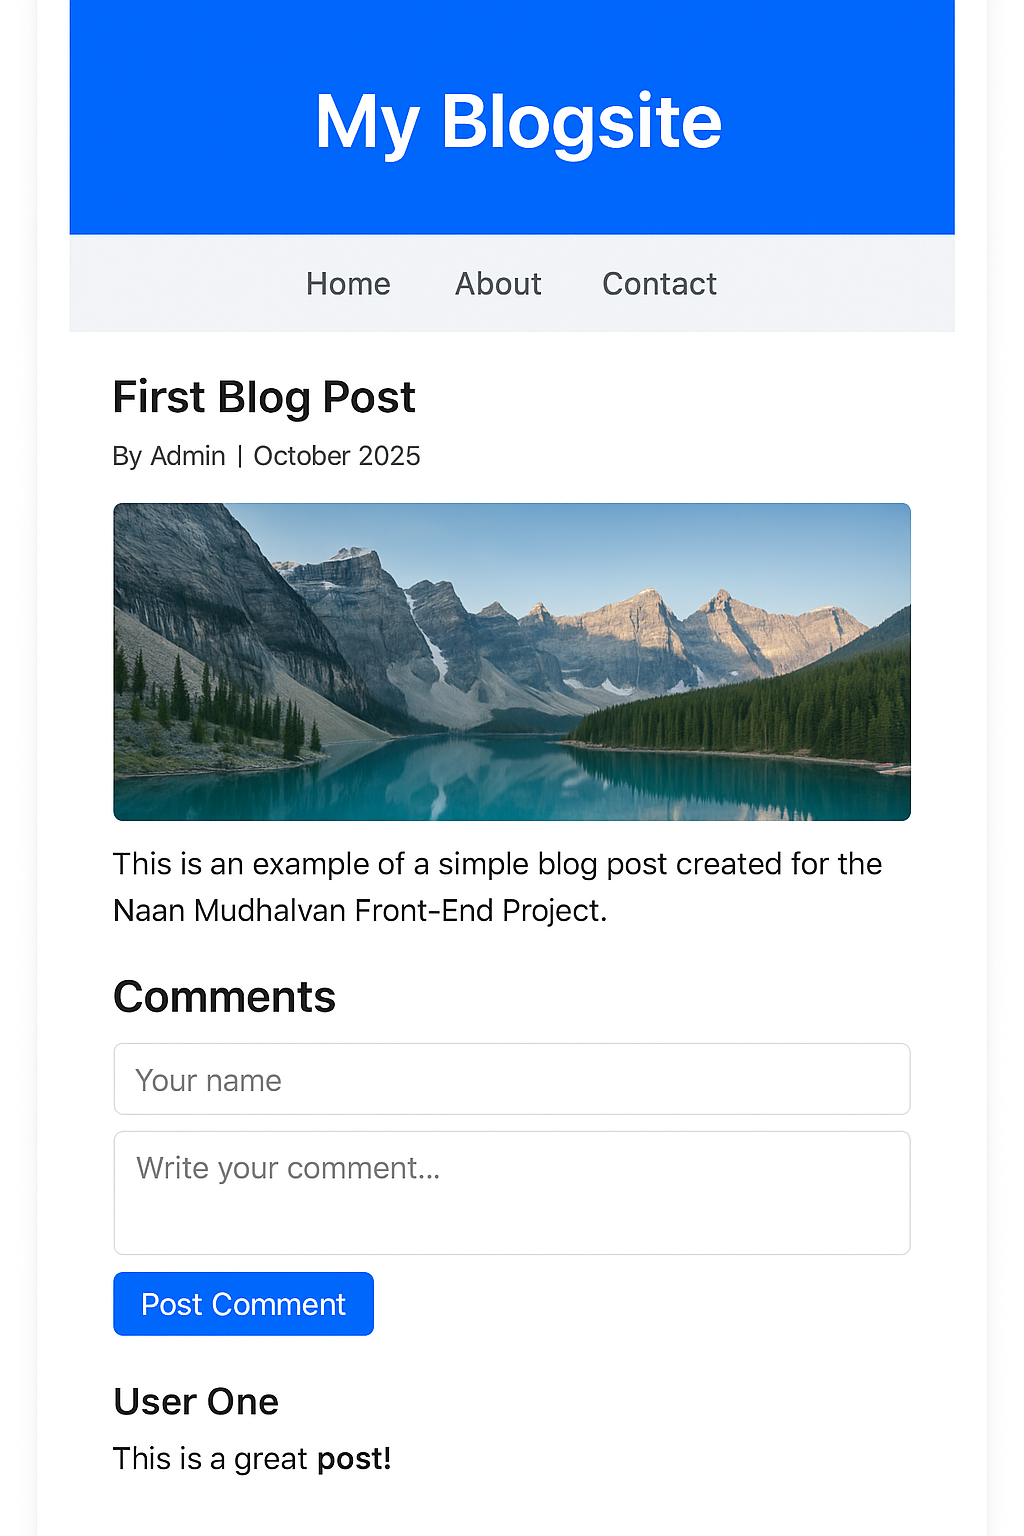 My Blogsite
Home About Contact
First Blog Post
By Admin | October 2025
This is an example of a simple blog post created for the
Naan Mudhalvan Front-End Project.
Comments
Your name
Write your comment...
Post Comment
User One
This is a great post!